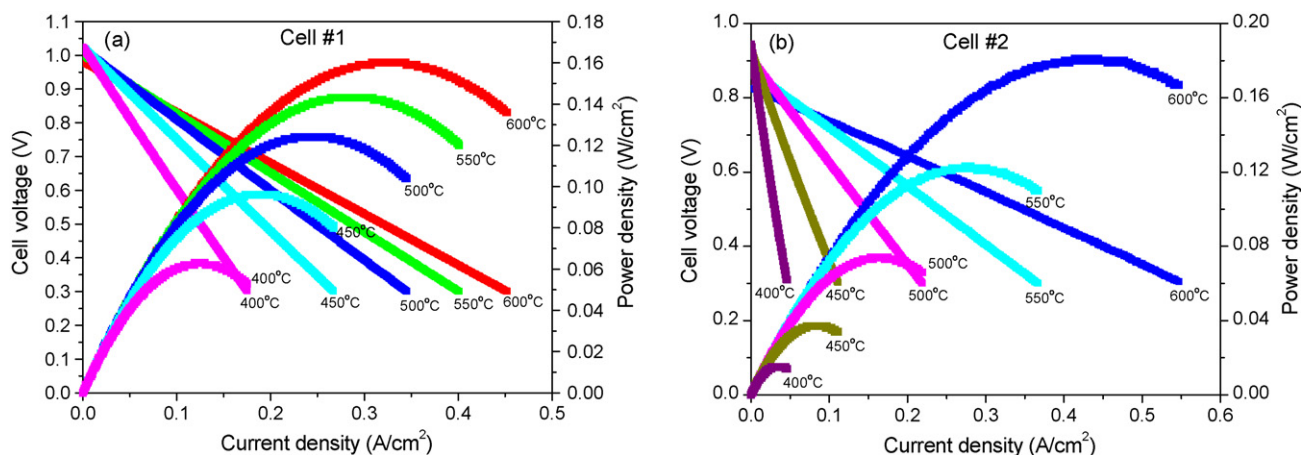 (a)
Cell #1
Cell voltage (V)
1.1
1.0
0.9
0.8
0.7
0.6
0.5
0.4
0.3
0.2
0.1
0.0
0.0
0.1
0.2
0.3
0.4
0.5
Current density (A/cm²)
0.18
0.16
0.14
0.12
0.10
0.08
0.06
0.04
0.02
0.00
Power density (W/cm²)
600°C
550°C
500°C
450°C
400°C
400°C
450°C
500°C
550°C
600°C
(b)
Cell #2
Cell voltage (V)
1.0
0.8
0.6
0.4
0.2
0.0
0.0
0.1
0.2
0.3
0.4
0.5
0.6
Current density (A/cm²)
0.20
0.16
0.12
0.08
0.04
0.00
Power density (W/cm²)
600°C
550°C
500°C
400°C
450°C
500°C
550°C
600°C
450°C
400°C